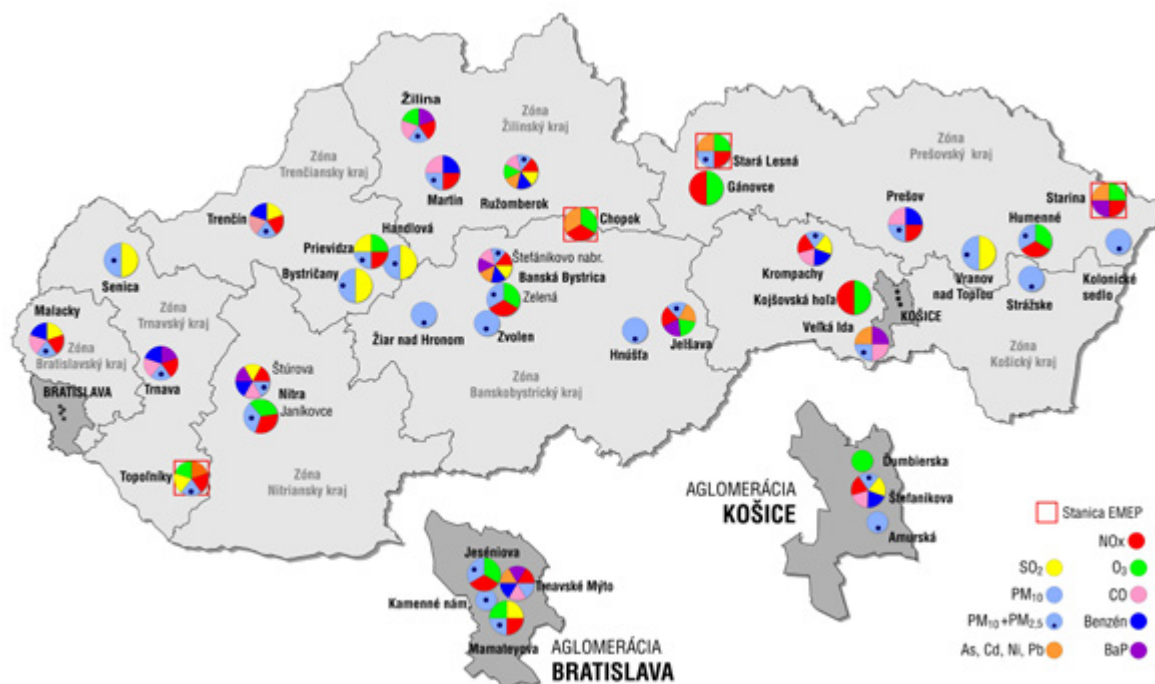 Žilina
Zóna
Žilinský kraj
Zóna
Trenčiansky kraj
Martin
Ružomberok
Stará Lesná
Gánovce
Zóna
Prešovský kraj
Trenčín
Handlová
Prievidza
Bystričany
Chopok
Prešov
Humenné
Starina
Štefánikovo nabr.
Banská Bystrica
Zelená
Krompachy
Kojšovská hoľa
KOŠICE
Vranov
nad Topľou
Strážske
Kolonické
sedlo
Senica
Malacky
Zóna
Trnavský kraj
Zóna
Bratislavský kraj
BRATISLAVA
Trnava
Žiar nad Hronom
Zvolen
Hnúšťa
Jelšava
Veľká Ida
Zóna
Košický kraj
Štúrova
Nitra
Janíkovce
Zóna
Banskobystrický kraj
Topoľníky
Zóna
Nitriansky kraj
Ďumbierska
Štefanikova
Amurská
AGLOMERÁCIA
KOŠICE
Jeséniova
Trnavské Mýto
Kamenné nám.
Mamateyova
AGLOMERÁCIA
BRATISLAVA
Stanica EMEP
NOx
SO2
O3
PM10
CO
PM10 +PM2,5
Benzén
As, Cd, Ni, Pb
BaP